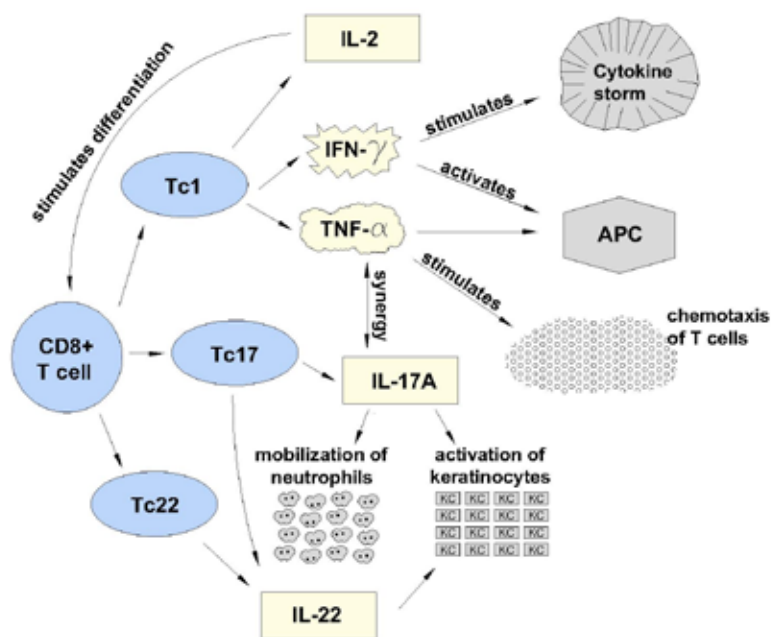 IL-2
Cytokine
storm
stimulates differentiation
stimulates
IFN-γ
Tc1
activates
TNF-α
APC
stimulates
synergy
chemotaxis
of T cells
CD8+
T cell
Tc17
IL-17A
mobilization of
neutrophils
activation of
keratinocytes
Tc22
KC KC KC KC
KC KC KC KC
KC KC KC KC
KC KC KC KC
IL-22